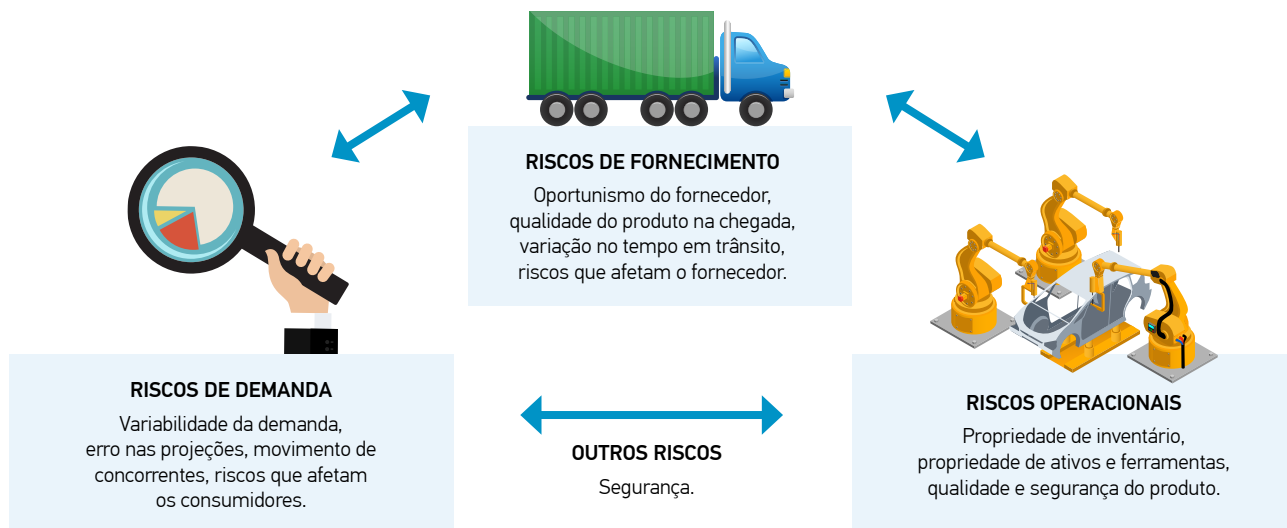 RISCOS DE FORNECIMENTO
Oportunismo do fornecedor,
qualidade do produto na chegada,
variação no tempo em trânsito,
riscos que afetam o fornecedor.
RISCOS DE DEMANDA
Variabilidade da demanda,
erro nas projeções, movimento de
concorrentes, riscos que afetam
os consumidores.
OUTROS RISCOS
Segurança.
RISCOS OPERACIONAIS
Propriedade de inventário,
propriedade de ativos e ferramentas,
qualidade e segurança do produto.